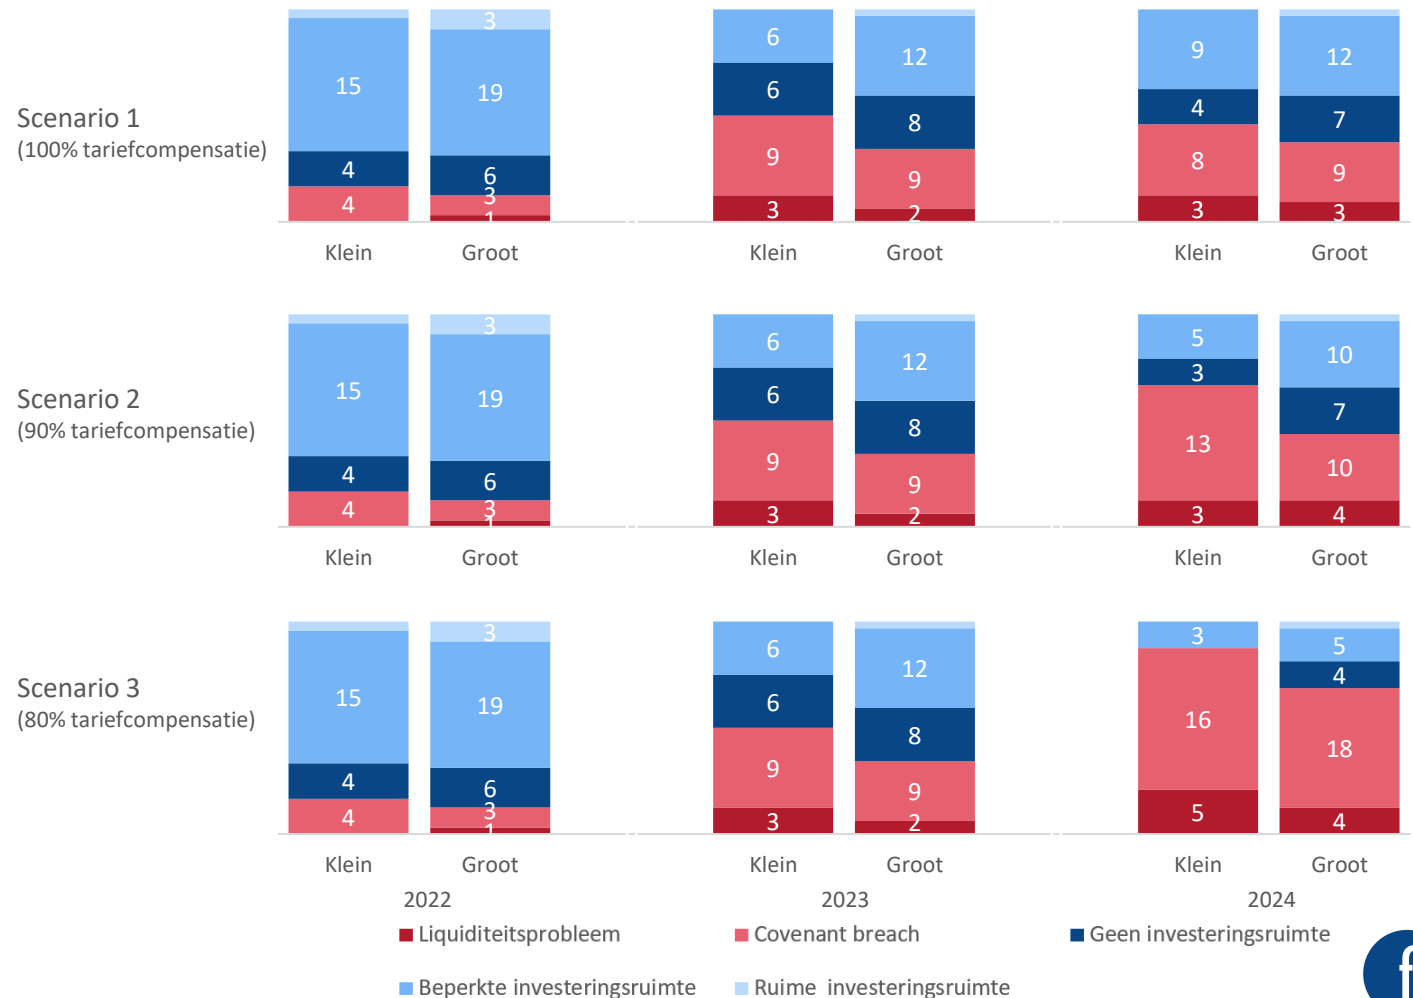 Scenario 1
(100% tariefcompensatie)
3
15
19
4
6
4
3
1
Klein
Groot
6
12
6
8
9
9
3
2
Klein
Groot
9
12
4
7
8
9
3
3
Klein
Groot
Scenario 2
(90% tariefcompensatie)
3
15
19
4
6
4
3
1
Klein
Groot
6
12
6
8
9
9
3
2
Klein
Groot
5
10
3
7
13
10
3
4
Klein
Groot
Scenario 3
(80% tariefcompensatie)
3
15
19
4
6
4
3
1
Klein
Groot
2022
6
12
6
8
9
9
3
2
Klein
Groot
2023
3
5
4
16
18
5
4
Klein
Groot
2024
Liquiditeitsprobleem
Covenant breach
Geen investeringsruimte
Beperkte investeringsruimte
Ruime investeringsruimte
f